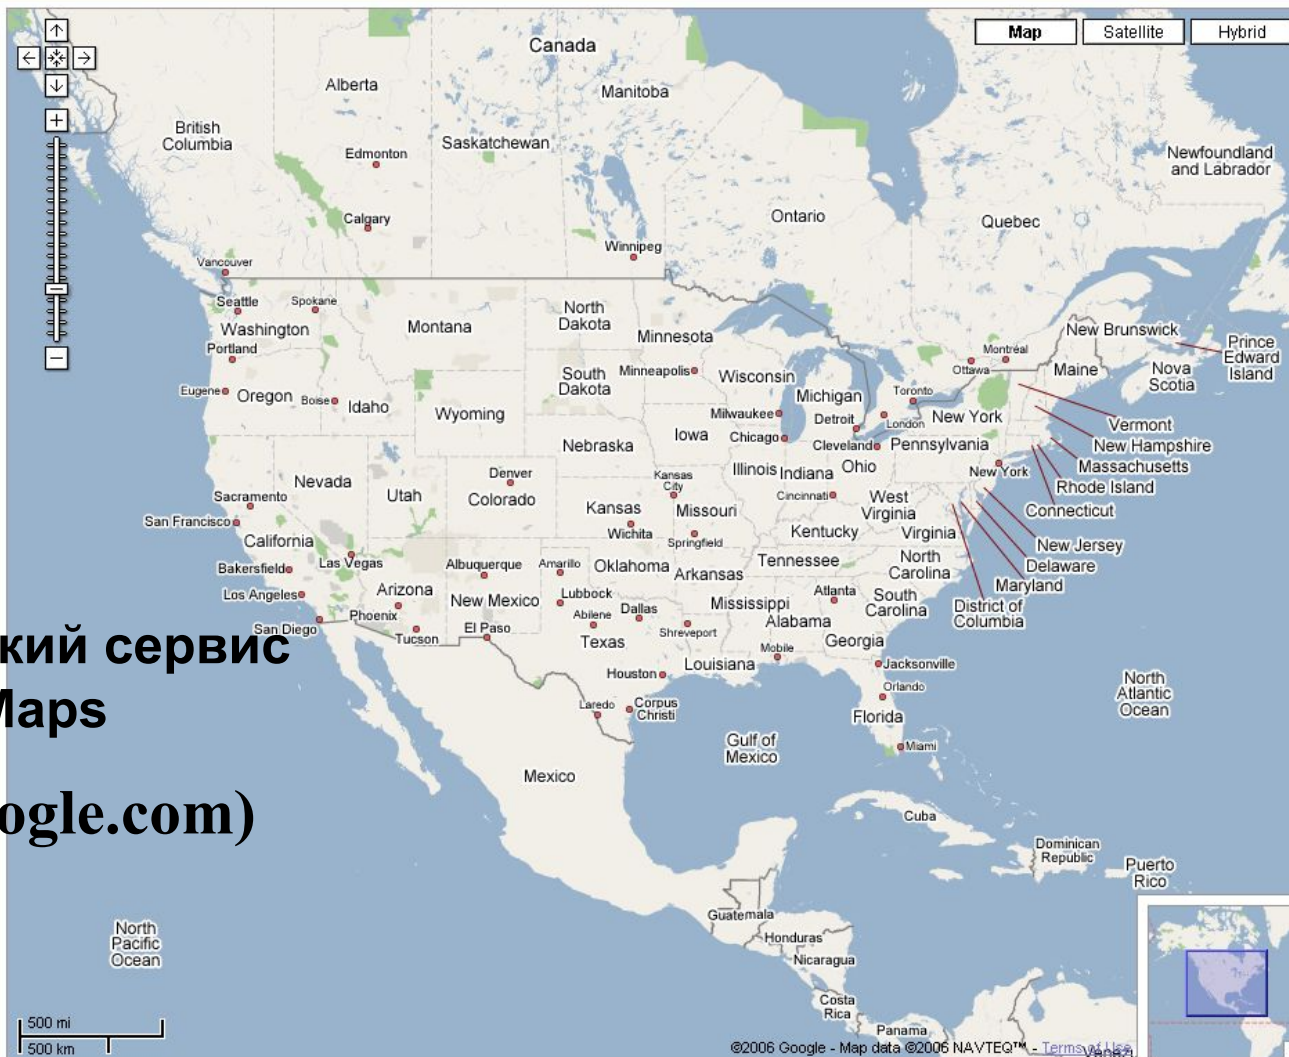 Map
Satellite
Hybrid
Canada
Alberta
Manitoba
British
Columbia
Saskatchewan
Edmonton
Newfoundland
and Labrador
Calgary
Ontario
Quebec
Winnipeg
Vancouver
Seattle
Spokane
North
Dakota
Washington
Montana
Minnesota
New Brunswick
Prince
Edward
Island
Portland
Montréal
Ottawa
Maine
Nova
Scotia
South
Dakota
Minneapolis
Wisconsin
Michigan
Toronto
Eugene
Oregon
Boise
Idaho
Wyoming
Milwaukee
Detroit
London
New York
Vermont
Iowa
Chicago
Cleveland
Pennsylvania
New Hampshire
Nebraska
Massachusetts
Illinois
Indiana
Ohio
New York
Rhode Island
Nevada
Utah
Denver
Colorado
Kansas
City
Cincinnati
West
Virginia
Connecticut
Sacramento
San Francisco
California
Kansas
Wichita
Missouri
Springfield
Kentucky
Virginia
New Jersey
Delaware
Maryland
District of
Columbia
Bakersfield
Las Vegas
Albuquerque
Amarillo
Oklahoma
Arkansas
Tennessee
North
Carolina
Los Angeles
Arizona
New Mexico
Lubbock
Mississippi
Atlanta
South
Carolina
Phoenix
San Diego
Tucson
El Paso
Abilene
Dallas
Texas
Shreveport
Alabama
Georgia
Mobile
Louisiana
Jacksonville
Houston
Orlando
Laredo
Corpus
Christi
Florida
Miami
North
Atlantic
Ocean
кий сервис
Maps
Gulf of
Mexico
Mexico
ogle.com)
Cuba
Dominican
Republic
Puerto
Rico
Guatemala
Honduras
Nicaragua
North
Pacific
Ocean
Costa
Rica
Panama
500 mi
500 km
©2006 Google - Map data ©2006 NAVTEQ™ - Terms of Use